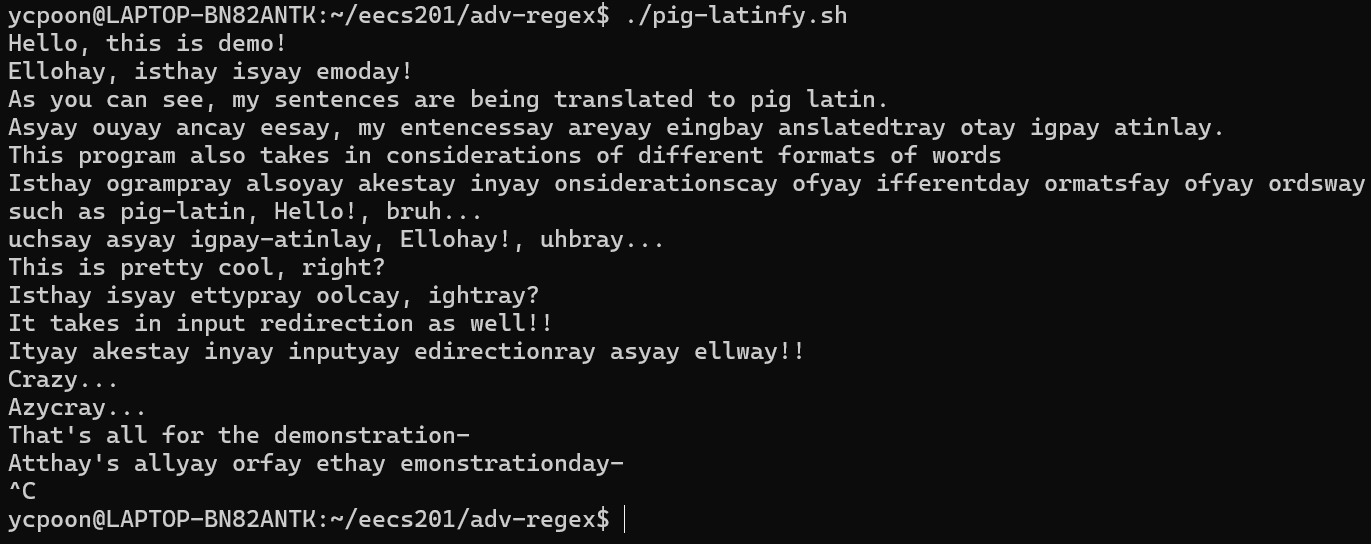 ycpoon@LAPTOP-BN82ANTK:~/eecs201/adv-regex$ ./pig-latinfy.sh
Hello, this is demo!
Ellohay, isthay isyay emoday!
As you can see, my sentences are being translated to pig latin.
Asyay ouyay ancay eesay, my entencessay areyay eingbay anslatedtray otay igpay atinlay.
This program also takes in considerations of different formats of words
Isthay ogrampray alsoyay akestay inyay onsiderationscay ofyay ifferentday ormatsfay ofyay ordsway
such as pig-latin, Hello!, bruh...
uchsay asyay igpay-atinlay, Ellohay!, uhbray...
This is pretty cool, right?
Isthay isyay ettypray oolcay, ightray?
It takes in input redirection as well!!
Ityay akestay inyay inputyay edirectionray asyay ellway!!
Crazy...
Azycray...
That's all for the demonstration-
Atthay's allyay orfay ethay emonstrationday-
^C
ycpoon@LAPTOP-BN82ANTK:~/eecs201/adv-regex$